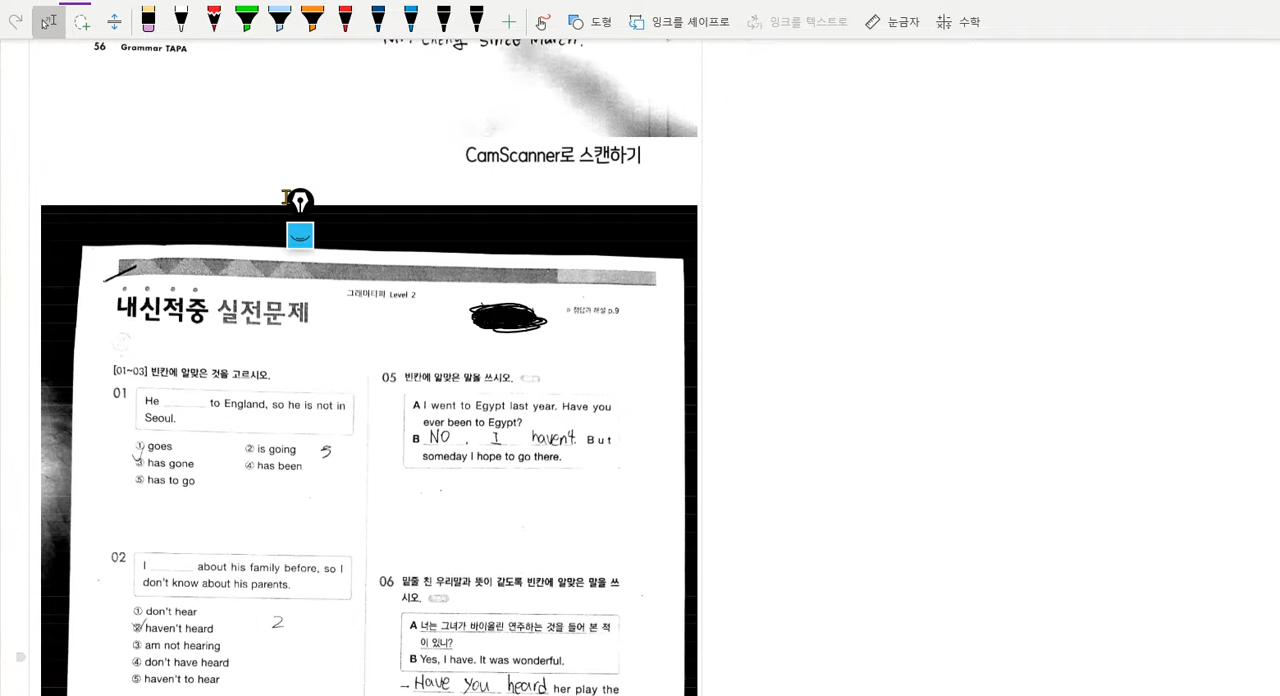 도형
잉크를 셰이프로
잉크를 텍스트로
눈금자
수학
56 Grammar TAPA
Mr. Cheng since March.
CamScanner로 스캔하기
그래머타파 Level 2
내신적중 실전문제
» 정답과 해설 p.9
[01~03] 빈칸에 알맞은 것을 고르시오.
01
He ______ to England, so he is not in
Seoul.
① goes
② is going
③ has gone
④ has been
⑤ has to go
5
02
I ______ about his family before, so I
don't know about his parents.
① don't hear
② haven't heard
③ am not hearing
④ don't have heard
⑤ haven't to hear
2
05 빈칸에 알맞은 말을 쓰시오.
A I went to Egypt last year. Have you
ever been to Egypt?
B NO , I haven't. But
someday I hope to go there.
06 밑줄 친 우리말과 뜻이 같도록 빈칸에 알맞은 말을 쓰
시오.
A 너는 그녀가 바이올린 연주하는 것을 들어 본 적
이 있니?
B Yes, I have. It was wonderful.
→ Have you heard her play the